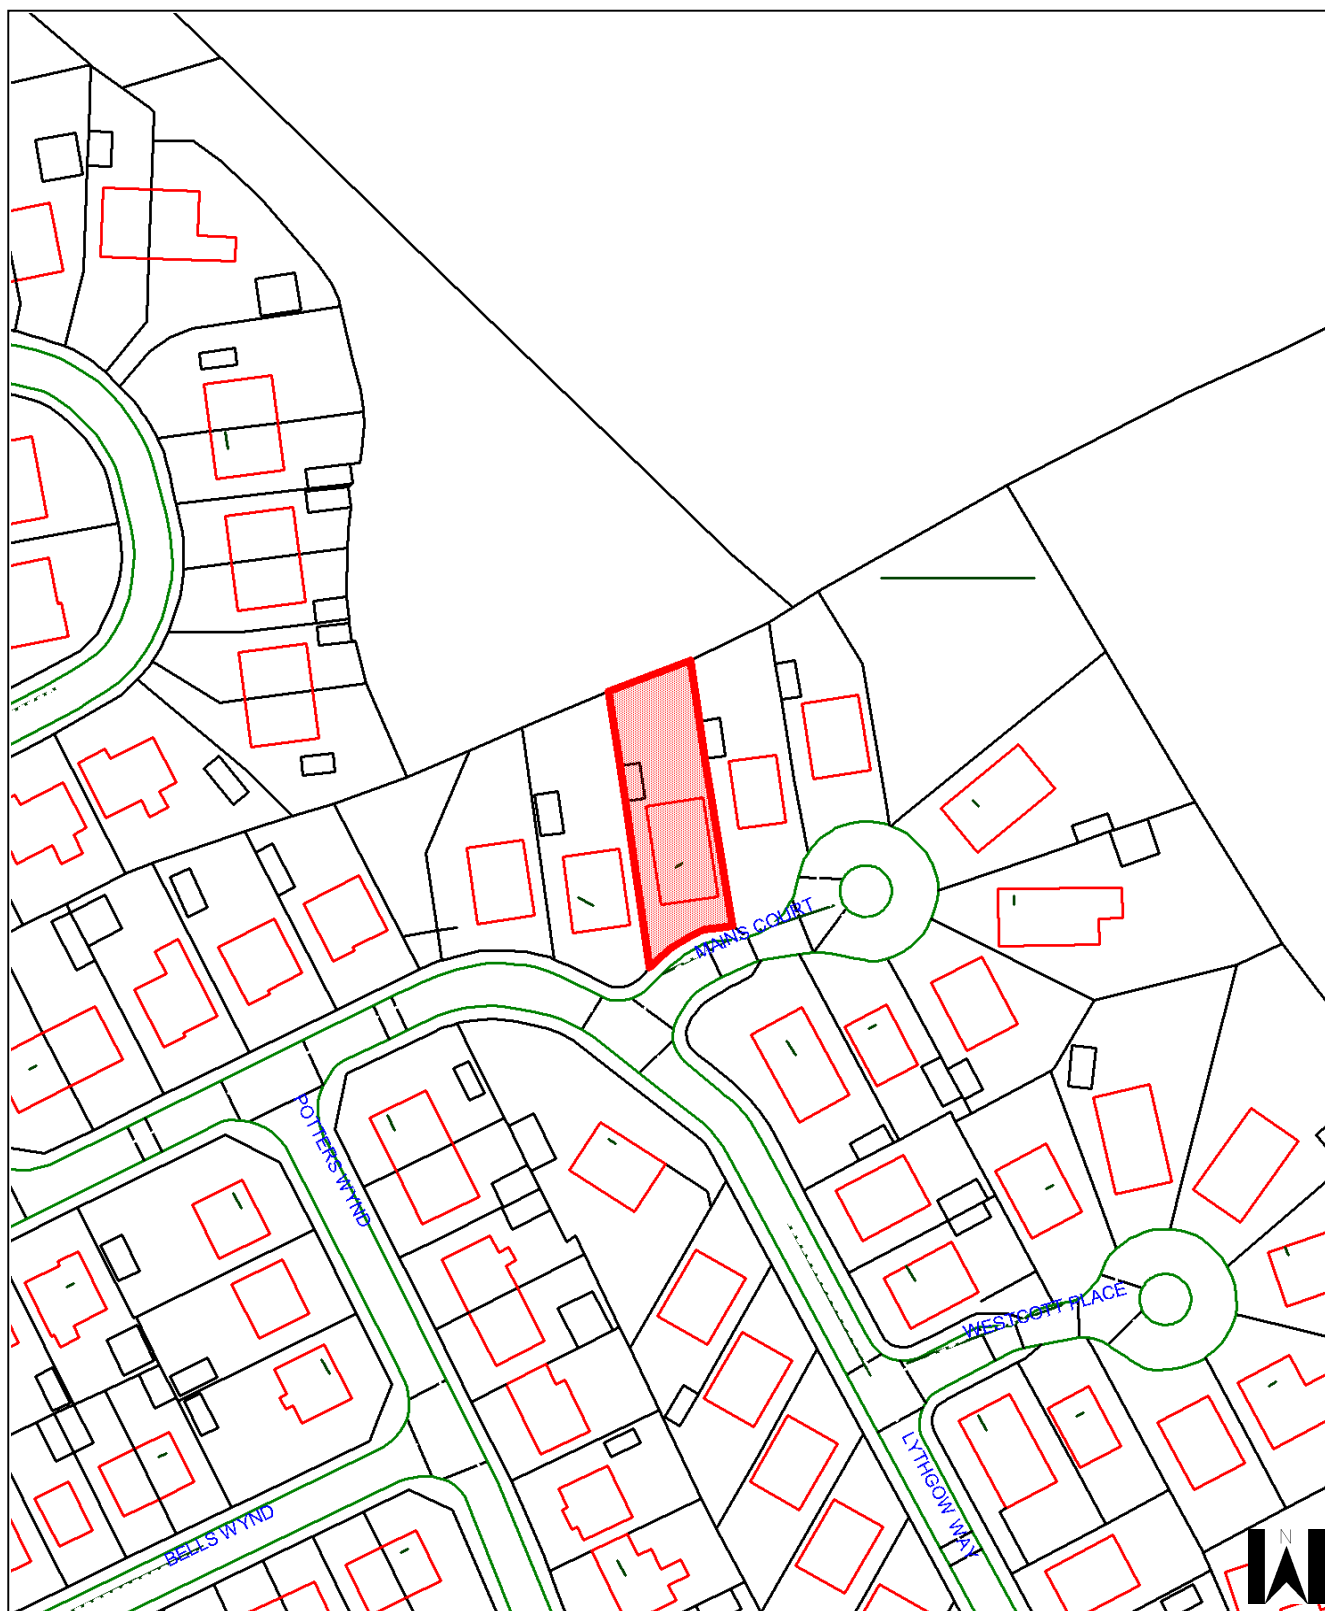 MAINS COURT
POTTERS WYND
WESTCOTT PLACE
LYTHGOW WAY
BELLS WYND
N